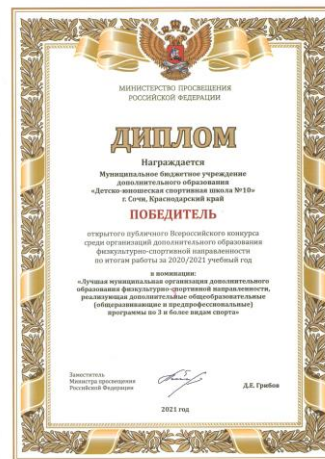 МИНИСТЕРСТВО ПРОСВЕЩЕНИЯ
РОССИЙСКОЙ ФЕДЕРАЦИИ
ДИПЛОМ
Награждается
Муниципальное бюджетное учреждение
дополнительного образования
«Детско-юношеская спортивная школа №10»
г. Сочи, Краснодарский край
ПОБЕДИТЕЛЬ
открытого публичного Всероссийского конкурса
среди организаций дополнительного образования
физкультурно-спортивной направленности
по итогам работы за 2020/2021 учебный год
в номинации:
«Лучшая муниципальная организация дополнительного
образования физкультурно-спортивной направленности,
реализующая дополнительные общеобразовательные
(общеразвивающие и предпрофессиональные)
программы по 3 и более видам спорта»
Заместитель
Министра просвещения
Российской Федерации
Д.Е. Грибов
2021 год